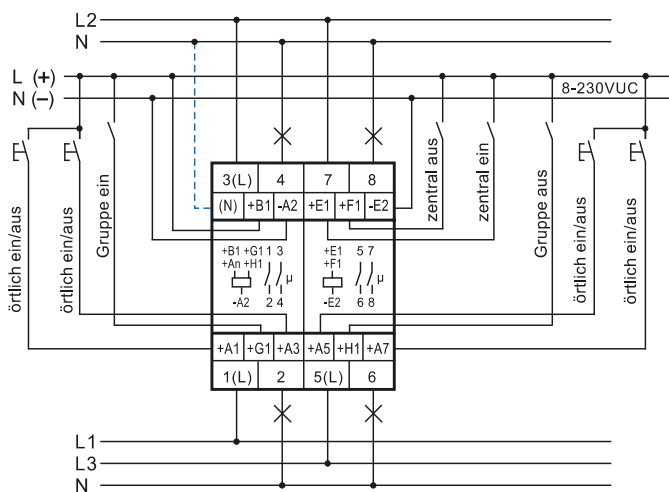 L2
N
L (+)
N (–)
8-230VUC
örtlich ein/aus
örtlich ein/aus
Gruppe ein
zentral aus
zentral ein
Gruppe aus
örtlich ein/aus
örtlich ein/aus
3(L) 4 7 8
(N) +B1 -A2 +E1 +F1 -E2
+B1 +G1 1 3 +E1 5 7
+An +H1 +F1
µ µ
-A2 2 4 -E2 6 8
+A1 +G1 +A3 +A5 +H1 +A7
1(L) 2 5(L) 6
L1
L3
N